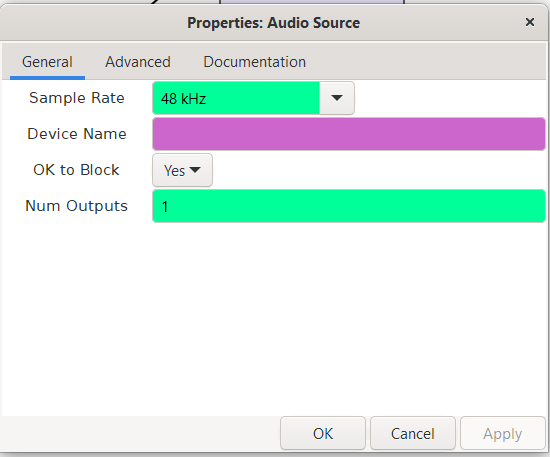 Properties: Audio Source ×
General Advanced Documentation
Sample Rate 48 kHz
Device Name
OK to Block Yes
Num Outputs 1
OK Cancel Apply